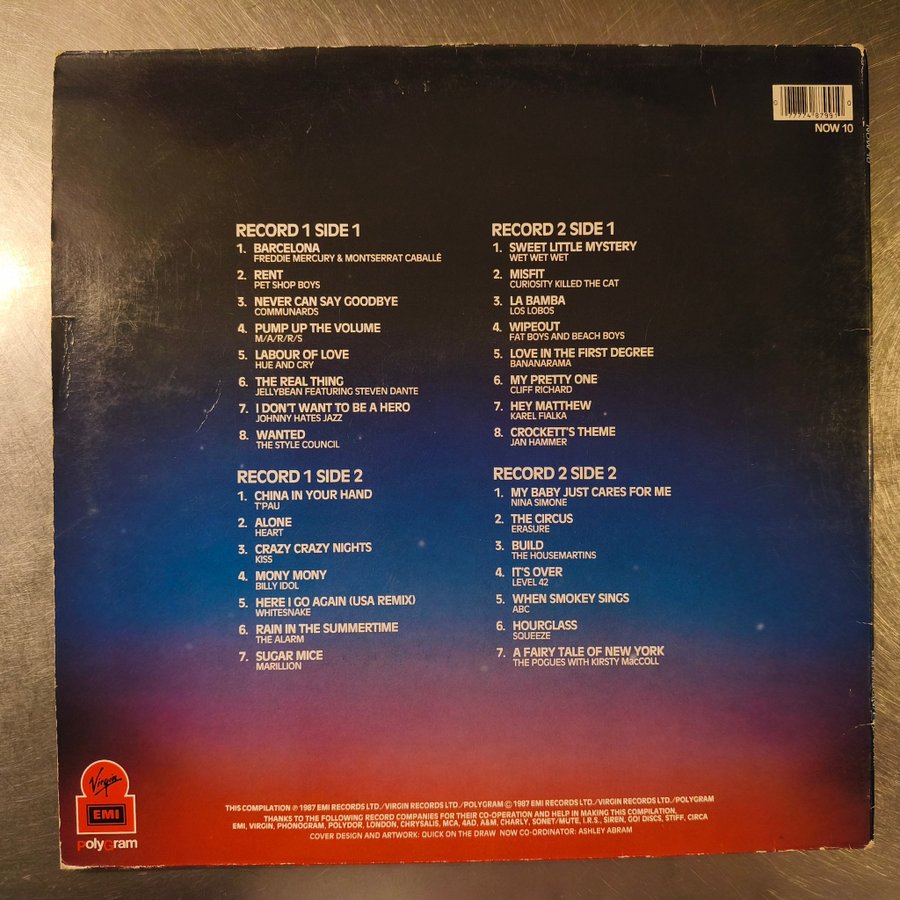 0 77774 87991 0
NOW 10
RECORD 1 SIDE 1
1. BARCELONA
FREDDIE MERCURY & MONTSERRAT CABALLÉ
2. RENT
PET SHOP BOYS
3. NEVER CAN SAY GOODBYE
COMMUNARDS
4. PUMP UP THE VOLUME
M/A/R/R/S
5. LABOUR OF LOVE
HUE AND CRY
6. THE REAL THING
JELLYBEAN FEATURING STEVEN DANTE
7. I DON'T WANT TO BE A HERO
JOHNNY HATES JAZZ
8. WANTED
THE STYLE COUNCIL
RECORD 1 SIDE 2
1. CHINA IN YOUR HAND
T'PAU
2. ALONE
HEART
3. CRAZY CRAZY NIGHTS
KISS
4. MONY MONY
BILLY IDOL
5. HERE I GO AGAIN (USA REMIX)
WHITESNAKE
6. RAIN IN THE SUMMERTIME
THE ALARM
7. SUGAR MICE
MARILLION
RECORD 2 SIDE 1
1. SWEET LITTLE MYSTERY
WET WET WET
2. MISFIT
CURIOSITY KILLED THE CAT
3. LA BAMBA
LOS LOBOS
4. WIPEOUT
FAT BOYS AND BEACH BOYS
5. LOVE IN THE FIRST DEGREE
BANANARAMA
6. MY PRETTY ONE
CLIFF RICHARD
7. HEY MATTHEW
KAREL FIALKA
8. CROCKETT'S THEME
JAN HAMMER
RECORD 2 SIDE 2
1. MY BABY JUST CARES FOR ME
NINA SIMONE
2. THE CIRCUS
ERASURE
3. BUILD
THE HOUSEMARTINS
4. IT'S OVER
LEVEL 42
5. WHEN SMOKEY SINGS
ABC
6. HOURGLASS
SQUEEZE
7. A FAIRY TALE OF NEW YORK
THE POGUES WITH KIRSTY MacCOLL
Virgin
EMI
polyGram
THIS COMPILATION ℗ 1987 EMI RECORDS LTD./VIRGIN RECORDS LTD./POLYGRAM © 1987 EMI RECORDS LTD./VIRGIN RECORDS LTD./POLYGRAM
THANKS TO THE FOLLOWING RECORD COMPANIES FOR THEIR CO-OPERATION AND HELP IN MAKING THIS COMPILATION,
EMI, VIRGIN, PHONOGRAM, POLYDOR, LONDON, CHRYSALIS, MCA, 4AD, A&M, CHARLY, SONET/MUTE, I.R.S., SIREN, GO! DISCS, STIFF, CIRCA
COVER DESIGN AND ARTWORK: QUICK ON THE DRAW NOW CO-ORDINATOR: ASHLEY ABRAM